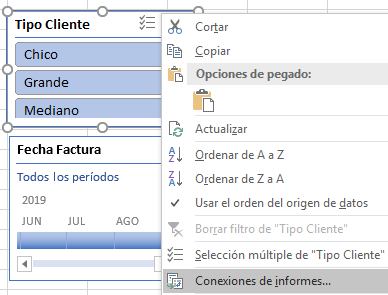 Tipo Cliente
Chico
Grande
Mediano
Fecha Factura
Todos los períodos
2019
JUN JUL AGO
Cortar
Copiar
Opciones de pegado:
Actualizar
Ordenar de A a Z
Ordenar de Z a A
Usar el orden del origen de datos
Borrar filtro de "Tipo Cliente"
Selección múltiple de "Tipo Cliente"
Conexiones de informes...